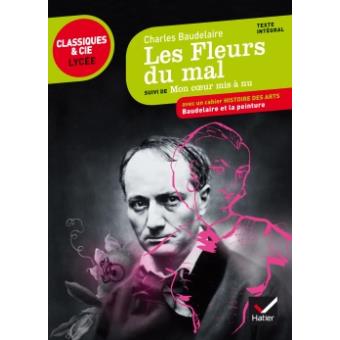 CLASSIQUES
& CIE
LYCÉE
Charles Baudelaire
TEXTE
INTÉGRAL
Les Fleurs
du mal
SUIVI DE Mon cœur mis à nu
avec un cahier HISTOIRE DES ARTS
Baudelaire et la peinture
Hatier